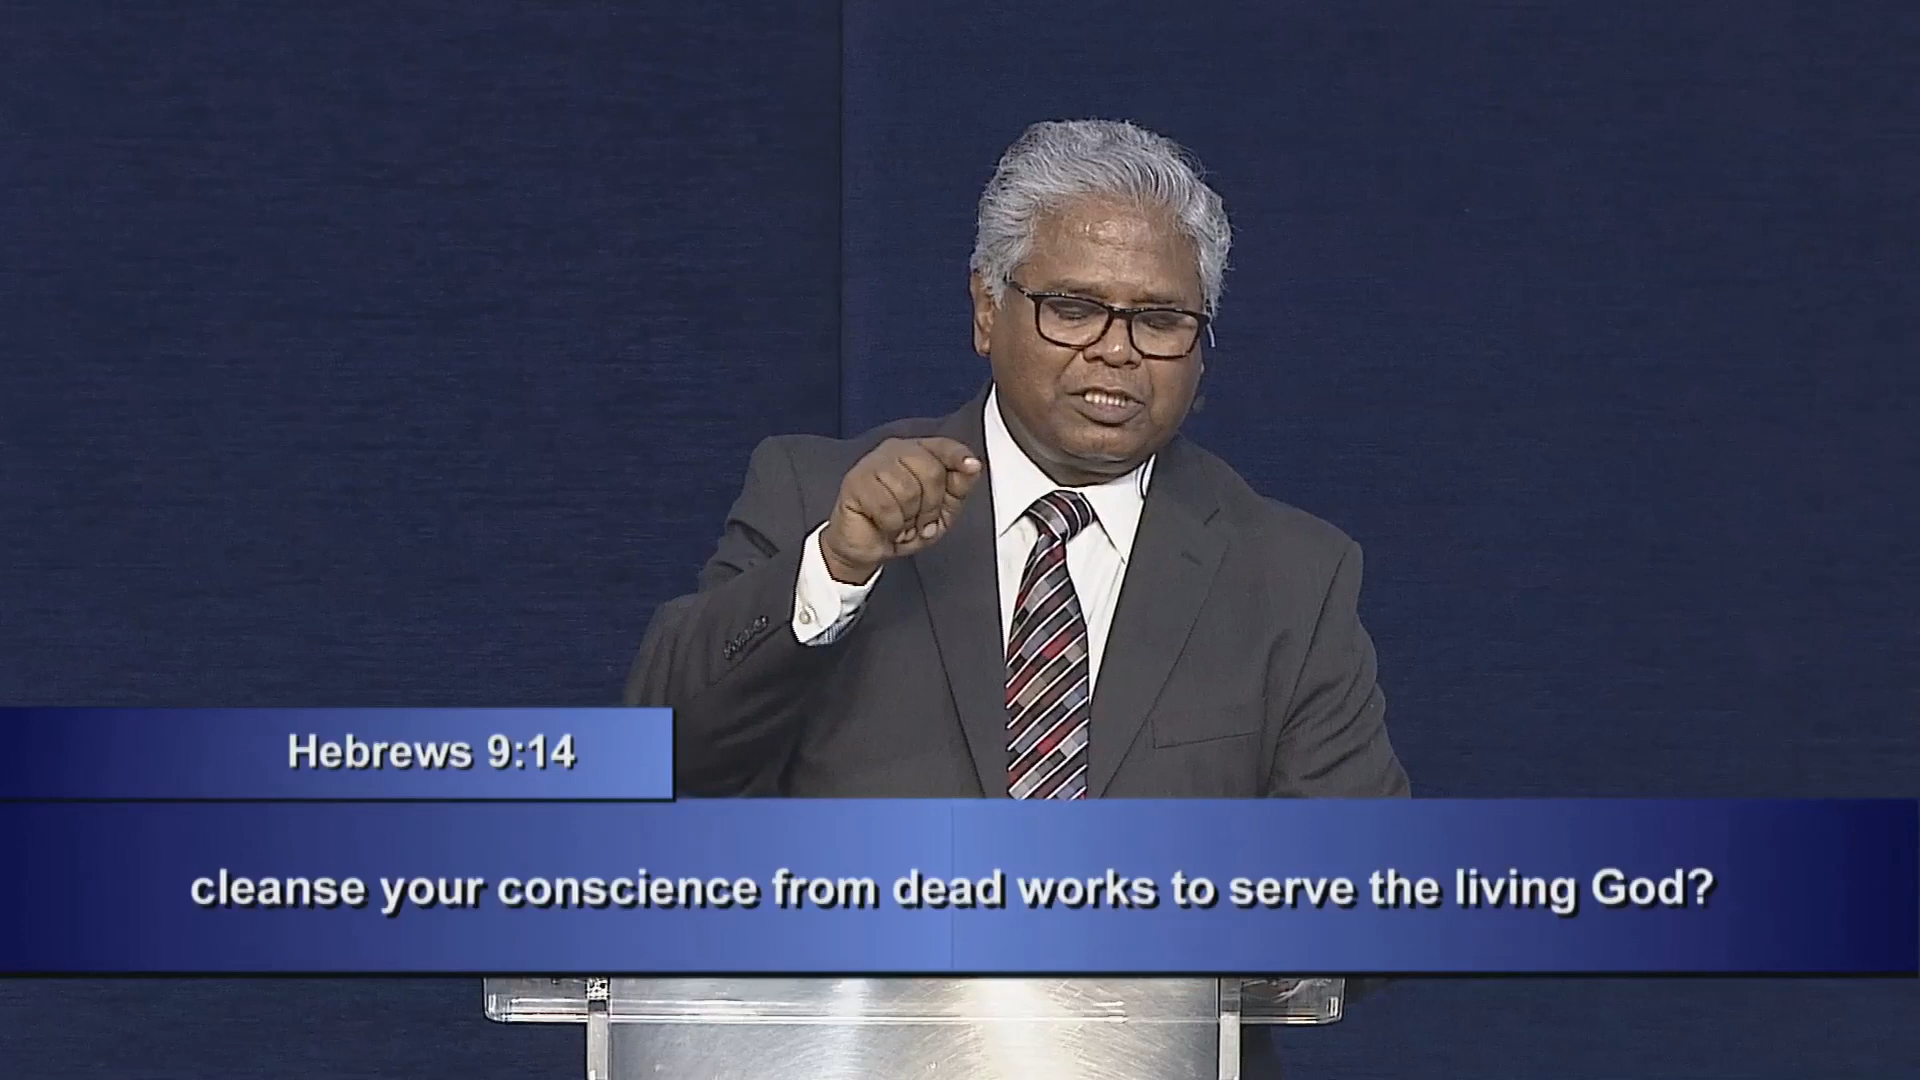 Hebrews 9:14
cleanse your conscience from dead works to serve the living God?